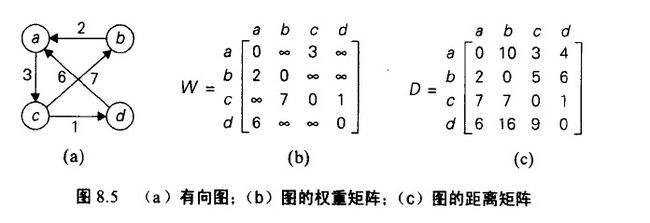 a 2 b
3 6 7
c 1 d
(a)
a b c d
a 0 ∞ 3 ∞
b 2 0 ∞ ∞
W = c ∞ 7 0 1
d 6 ∞ ∞ 0
(b)
a b c d
a 0 10 3 4
b 2 0 5 6
D = c 7 7 0 1
d 6 16 9 0
(c)
图 8.5 (a) 有向图; (b) 图的权重矩阵; (c) 图的距离矩阵